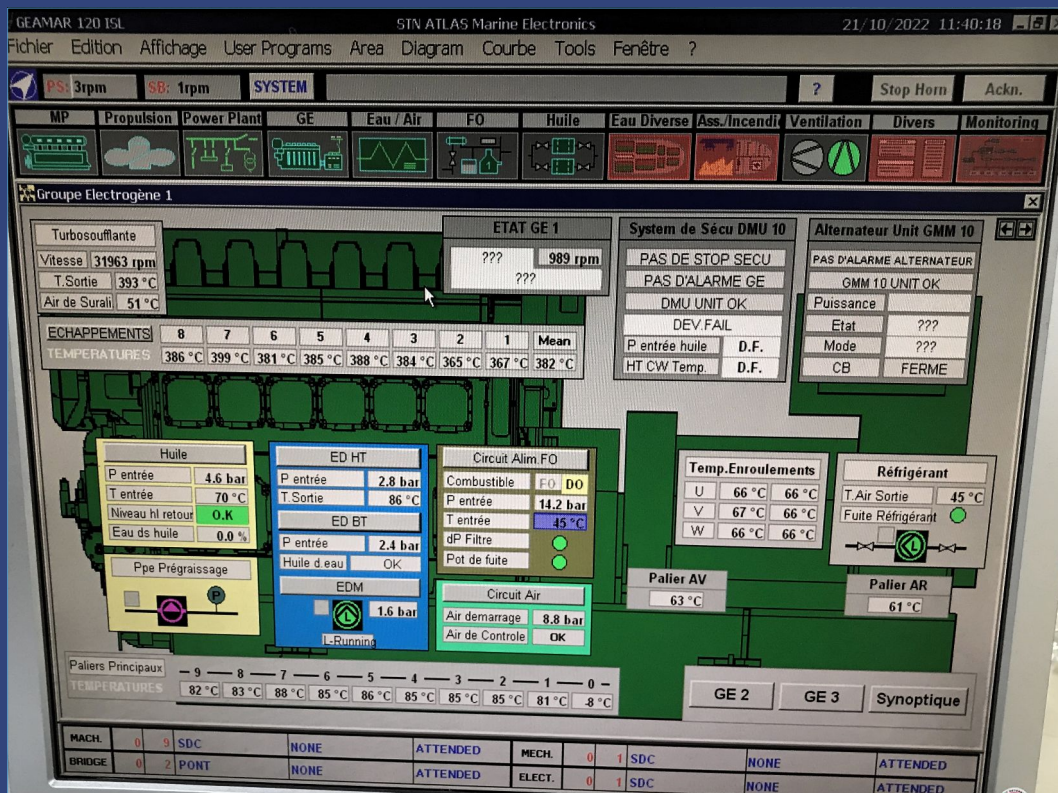 GEAMAR 120 ISL STN ATLAS Marine Electronics 21/10/2022 11:40:18
Fichier Edition Affichage User Programs Area Diagram Courbe Tools Fenêtre ?
PS: 3rpm SB: 1rpm SYSTEM ? Stop Horn Ackn.
MP Propulsion Power Plant GE Eau / Air FO Huile Eau Diverse Ass./Incendie Ventilation Divers Monitoring
Groupe Electrogène 1
Turbosoufflante
Vitesse 31963 rpm
T.Sortie 393 °C
Air de Surali 51 °C
ETAT GE 1
??? 989 rpm
???
System de Sécu DMU 10
PAS DE STOP SECU
PAS D'ALARME GE
DMU UNIT OK
DEV.FAIL
P entrée huile D.F.
HT CW Temp. D.F.
Alternateur Unit GMM 10
PAS D'ALARME ALTERNATEUR
GMM 10 UNIT OK
Puissance
Etat ???
Mode ???
CB FERME
ECHAPPEMENTS 8 7 6 5 4 3 2 1 Mean
TEMPERATURES 386 °C 399 °C 381 °C 385 °C 388 °C 384 °C 365 °C 367 °C 382 °C
Huile
P entrée 4.6 bar
T entrée 70 °C
Niveau hl retour O.K
Eau ds huile 0.0 %
Ppe Prégraissage
P
ED HT
P entrée 2.8 bar
T.Sortie 86 °C
ED BT
P entrée 2.4 bar
Huile d.eau OK
EDM
L 1.6 bar
L-Running
Circuit Alim.FO
Combustible FO DO
P entrée 14.2 bar
T entrée 45 °C
dP Filtre
Pot de fuite
Circuit Air
Air demarrage 8.8 bar
Air de Controle OK
Temp.Enroulements
U 66 °C 66 °C
V 67 °C 66 °C
W 66 °C 66 °C
Réfrigérant
T.Air Sortie 45 °C
Fuite Réfrigérant
L
Palier AV
63 °C
Palier AR
61 °C
Paliers Principaux 9 8 7 6 5 4 3 2 1 0
TEMPERATURES 82 °C 83 °C 88 °C 85 °C 86 °C 85 °C 85 °C 85 °C 81 °C -8 °C
GE 2 GE 3 Synoptique
MACH. 0 9 SDC NONE ATTENDED MECH. 0 1 SDC NONE ATTENDED
BRIDGE 0 2 PONT NONE ATTENDED ELECT. 0 1 SDC NONE ATTENDED